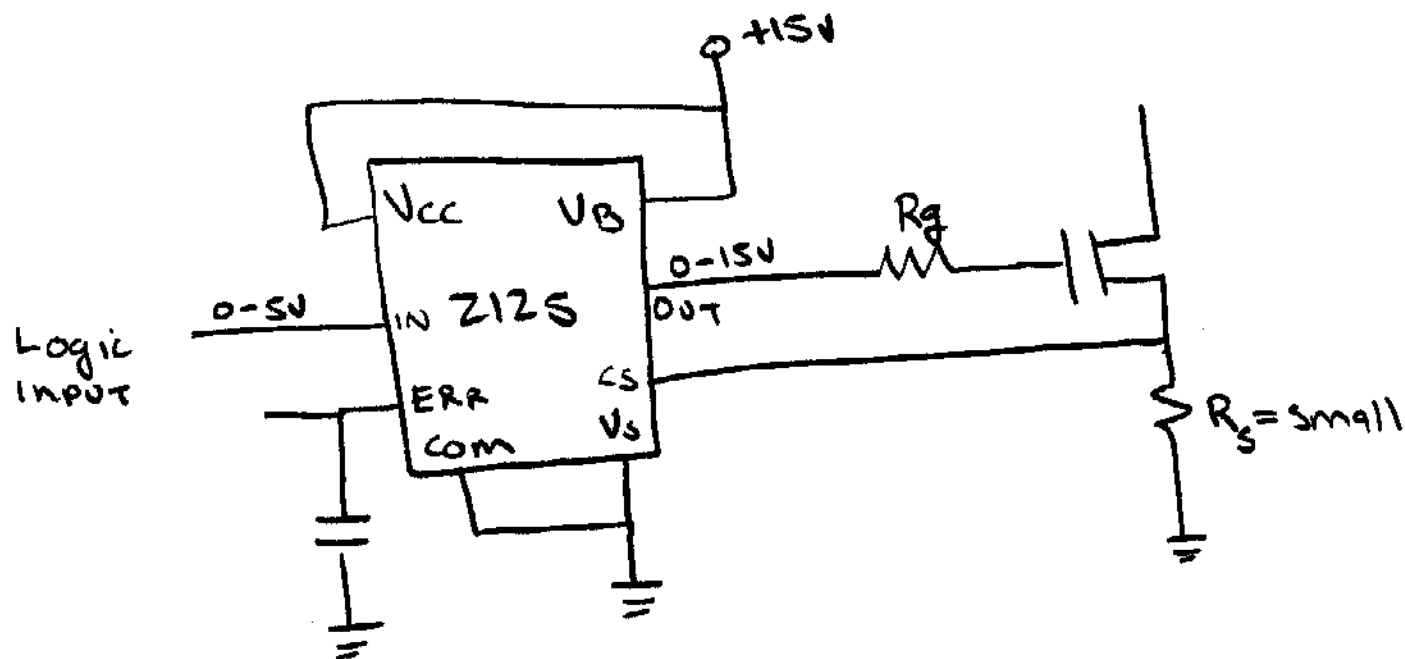 +15V
VCC
VB
Rg
0-15V
0-5V
IN
2125
OUT
Logic
INPUT
CS
ERR
VS
COM
RS = small